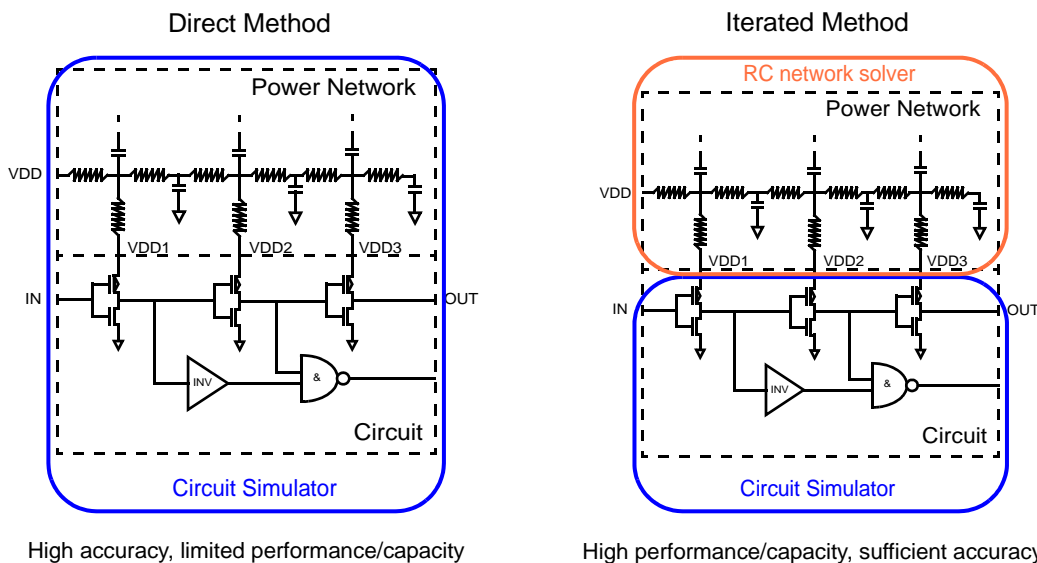 Direct Method
Power Network
VDD
VDD1
VDD2
VDD3
IN
OUT
INV
&
Circuit
Circuit Simulator
High accuracy, limited performance/capacity
Iterated Method
RC network solver
Power Network
VDD
VDD1
VDD2
VDD3
IN
OUT
INV
&
Circuit
Circuit Simulator
High performance/capacity, sufficient accuracy